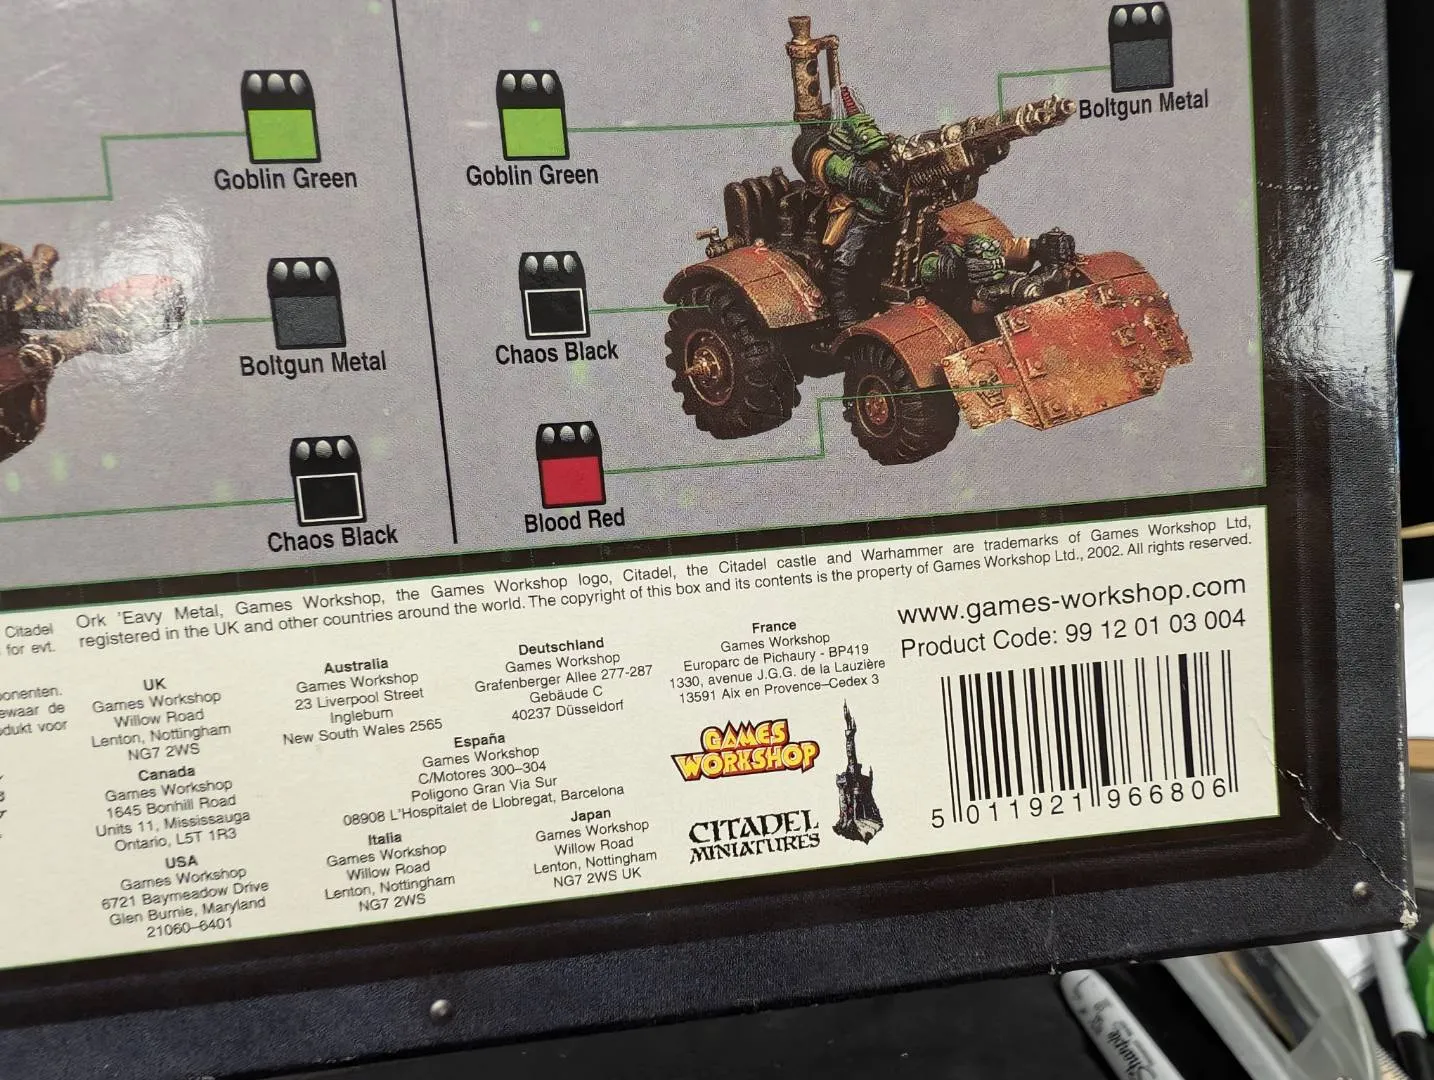 Goblin Green
Boltgun Metal
Chaos Black
Goblin Green
Chaos Black
Blood Red
Boltgun Metal
Citadel
for evt.
ewaar de
dukt voor
Ork 'Eavy Metal, Games Workshop, the Games Workshop logo, Citadel, the Citadel castle and Warhammer are trademarks of Games Workshop Ltd,
registered in the UK and other countries around the world. The copyright of this box and its contents is the property of Games Workshop Ltd., 2002. All rights reserved.
UK
Games Workshop
Willow Road
Lenton, Nottingham
NG7 2WS
Canada
Games Workshop
1645 Bonhill Road
Units 11, Mississauga
Ontario, L5T 1R3
USA
Games Workshop
6721 Baymeadow Drive
Glen Burnie, Maryland
21060–6401
Australia
Games Workshop
23 Liverpool Street
Ingleburn
New South Wales 2565
Deutschland
Games Workshop
Grafenberger Allee 277-287
Gebäude C
40237 Düsseldorf
España
Games Workshop
C/Motores 300–304
Poligono Gran Via Sur
08908 L'Hospitalet de Llobregat, Barcelona
Italia
Games Workshop
Willow Road
Lenton, Nottingham
NG7 2WS
Japan
Games Workshop
Willow Road
Lenton, Nottingham
NG7 2WS UK
France
Games Workshop
Europarc de Pichaury - BP419
1330, avenue J.G.G. de la Lauzière
13591 Aix en Provence–Cedex 3
GAMES
WORKSHOP
CITADEL
MINIATURES
www.games-workshop.com
Product Code: 99 12 01 03 004
5 011921 966806
Sharpie